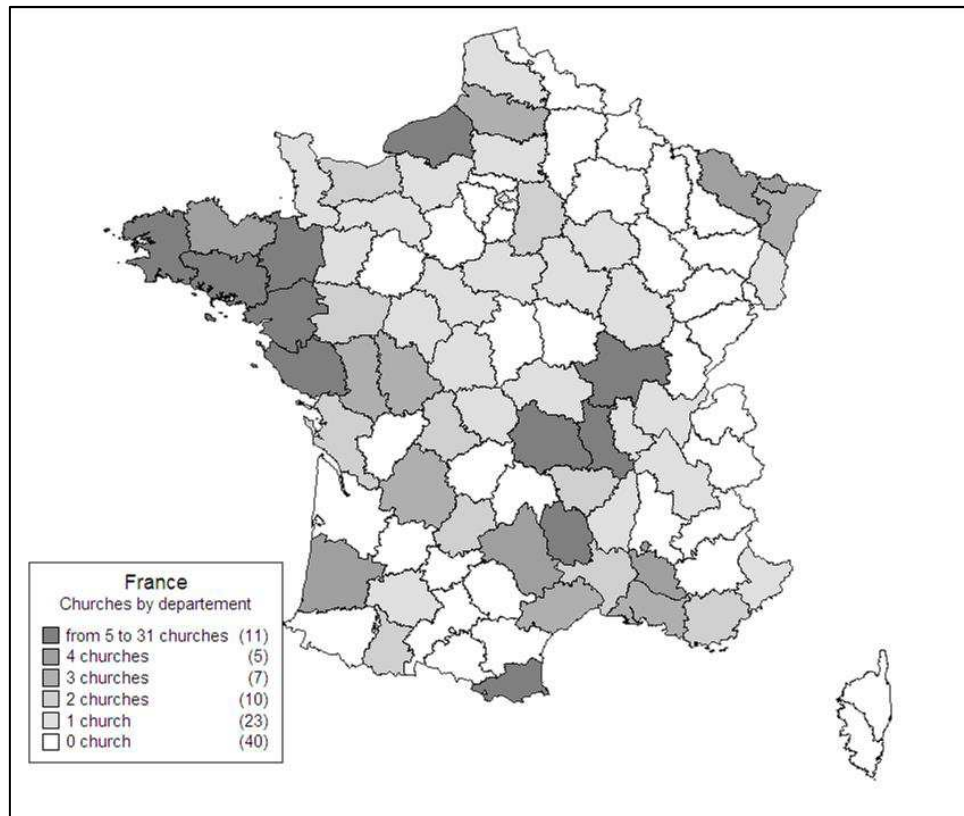 France
Churches by departement
from 5 to 31 churches (11)
4 churches (5)
3 churches (7)
2 churches (10)
1 church (23)
0 church (40)